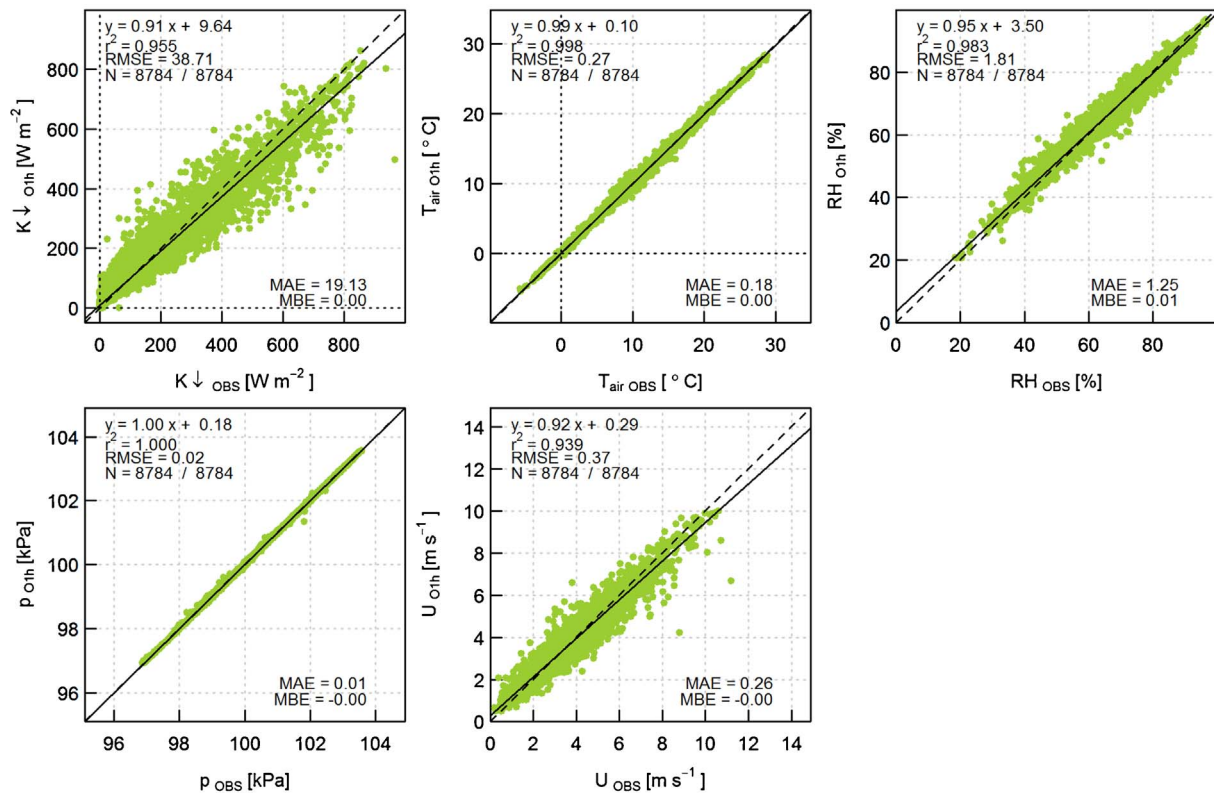 y = 0.91 x + 9.64
r² = 0.955
RMSE = 38.71
N = 8784 / 8784
800
600
400
200
0
K ↓ O1h [W m⁻²]
MAE = 19.13
MBE = 0.00
0 200 400 600 800
K ↓ OBS [W m⁻²]
y = 0.99 x + 0.10
r² = 0.998
RMSE = 0.27
N = 8784 / 8784
30
20
10
0
Tair O1h [ ° C]
MAE = 0.18
MBE = 0.00
0 10 20 30
Tair OBS [ ° C]
y = 0.95 x + 3.50
r² = 0.983
RMSE = 1.81
N = 8784 / 8784
80
60
40
20
0
RH O1h [%]
MAE = 1.25
MBE = 0.01
0 20 40 60 80
RH OBS [%]
y = 1.00 x + 0.18
r² = 1.000
RMSE = 0.02
N = 8784 / 8784
104
102
100
98
96
p O1h [kPa]
MAE = 0.01
MBE = -0.00
96 98 100 102 104
p OBS [kPa]
y = 0.92 x + 0.29
r² = 0.939
RMSE = 0.37
N = 8784 / 8784
14
12
10
8
6
4
2
0
U O1h [m s⁻¹]
MAE = 0.26
MBE = -0.00
0 2 4 6 8 10 12 14
U OBS [m s⁻¹]